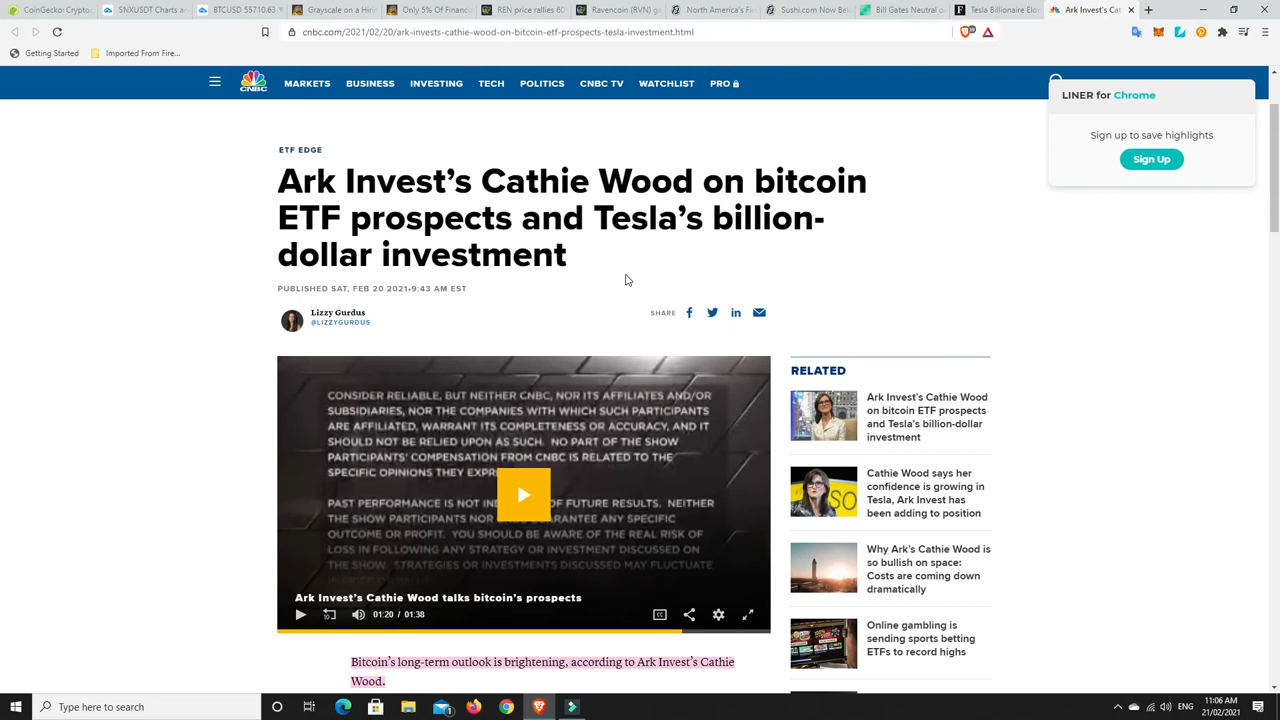 CoinGecko Crypto:
SNXUSDT Charts an
BTCUSD 55710.63
Grayscale on the
Only 5% Of Financ
REN price rallies 60
Ravencoin (RVN) g
North America's Fi
Sushi.com Now Bel
Bill Gates Neutral o
Tesla Billionaire Elo
Ark Invest's Cat
cnbc.com/2021/02/20/ark-invests-cathie-wood-on-bitcoin-etf-prospects-tesla-investment.html
Getting Started
Imported From Fire...
CNBC
MARKETS
BUSINESS
INVESTING
TECH
POLITICS
CNBC TV
WATCHLIST
PRO
LINER for Chrome
Sign up to save highlights
Sign Up
ETF EDGE
Ark Invest's Cathie Wood on bitcoin
ETF prospects and Tesla's billion-
dollar investment
PUBLISHED SAT, FEB 20 2021•9:43 AM EST
Lizzy Gurdus
@LIZZYGURDUS
SHARE
CONSIDER RELIABLE, BUT NEITHER CNBC, NOR ITS AFFILIATES AND/OR
SUBSIDIARIES, NOR THE COMPANIES WITH WHICH SUCH PARTICIPANTS
ARE AFFILIATED, WARRANT ITS COMPLETENESS OR ACCURACY, AND IT
SHOULD NOT BE RELIED UPON AS SUCH. NO PART OF THE SHOW
PARTICIPANTS' COMPENSATION FROM CNBC IS RELATED TO THE
SPECIFIC OPINIONS THEY EXPR
PAST PERFORMANCE IS NOT IND OF FUTURE RESULTS. NEITHER
THE SHOW PARTICIPANTS NOR ARANTEE ANY SPECIFIC
OUTCOME OR PROFIT. YOU SHOULD BE AWARE OF THE REAL RISK OF
LOSS IN FOLLOWING ANY STRATEGY OR INVESTMENT DISCUSSED ON
THE SHOW. STRATEGIES OR INVESTMENTS DISCUSSED MAY FLUCTUATE
Ark Invest's Cathie Wood talks bitcoin's prospects
01:20 / 01:38
CC
Bitcoin's long-term outlook is brightening, according to Ark Invest's Cathie
Wood.
RELATED
Ark Invest's Cathie Wood
on bitcoin ETF prospects
and Tesla's billion-dollar
investment
Cathie Wood says her
confidence is growing in
Tesla, Ark Invest has
been adding to position
Why Ark's Cathie Wood is
so bullish on space:
Costs are coming down
dramatically
Online gambling is
sending sports betting
ETFs to record highs
Type here to search
ENG
11:06 AM
21/02/2021